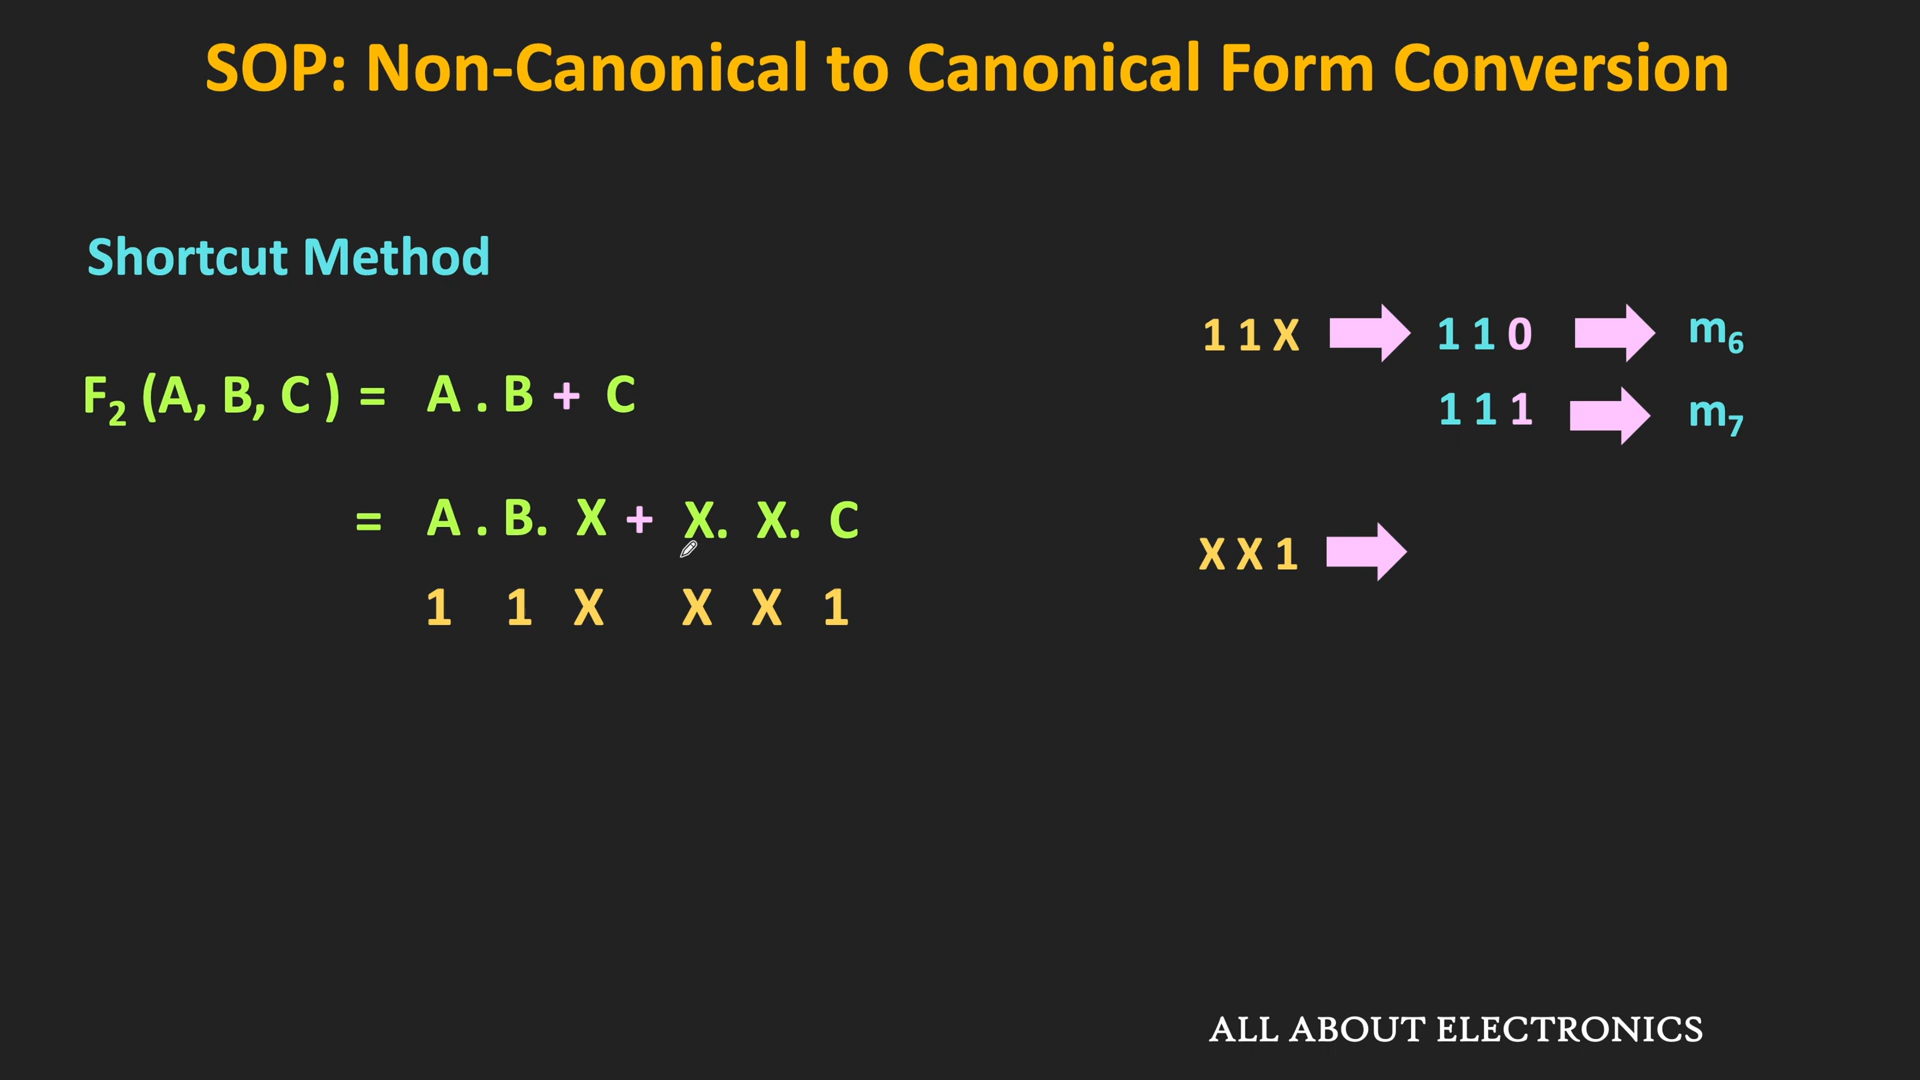 SOP: Non-Canonical to Canonical Form Conversion
Shortcut Method
F₂ (A, B, C ) = A . B + C
= A . B. X + X. X. C
1 1 X X X 1
1 1 X 1 1 0 m₆
1 1 1 m₇
X X 1
ALL ABOUT ELECTRONICS